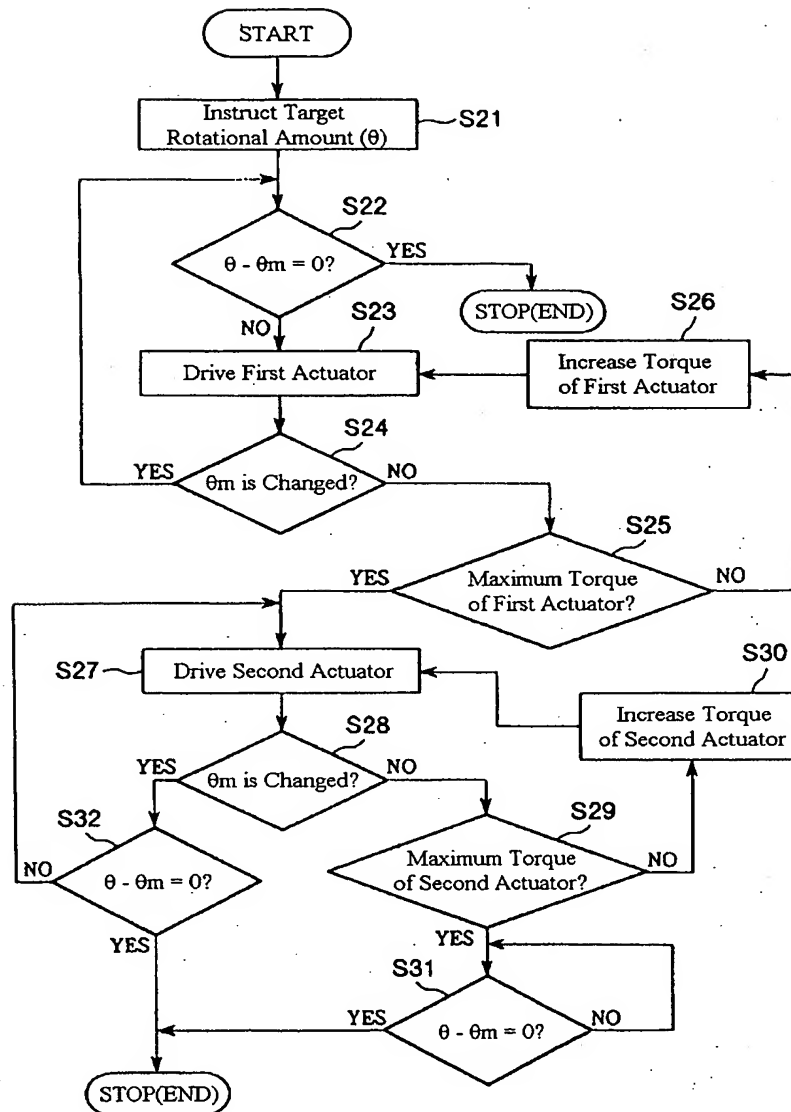 START
Instruct Target
Rotational Amount (θ)
S21
S22
θ - θm = 0?
YES
NO
STOP(END)
S23
Drive First Actuator
S26
Increase Torque
of First Actuator
S24
YES
θm is Changed?
NO
S25
YES
Maximum Torque
of First Actuator?
NO
S27
Drive Second Actuator
S30
Increase Torque
of Second Actuator
S28
YES
θm is Changed?
NO
S32
NO
θ - θm = 0?
YES
S29
Maximum Torque
of Second Actuator?
NO
YES
S31
YES
θ - θm = 0?
NO
STOP(END)